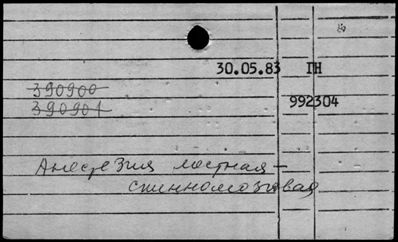 30.05.83 ПН
390900
390901
992304
Анестезия местная -
спинномозговая